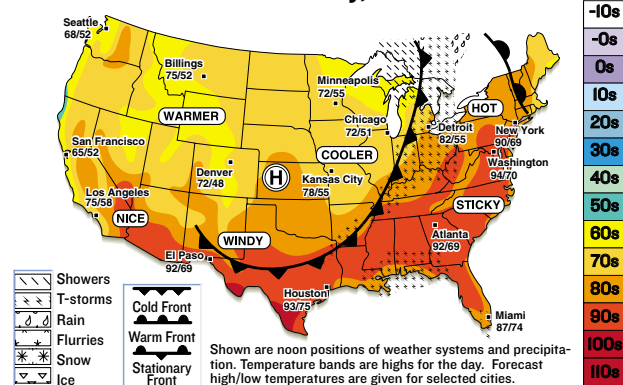 Seattle
68/52
Billings
75/52
Minneapolis
72/55
WARMER
HOT
Chicago
72/51
Detroit
82/55
New York
90/69
San Francisco
65/52
COOLER
Washington
94/70
Denver
72/48
H
Kansas City
78/55
Los Angeles
75/58
NICE
STICKY
WINDY
Atlanta
92/69
El Paso
92/69
Houston
93/75
Miami
87/74
Showers
T-storms
Rain
Flurries
Snow
Ice
Cold Front
Warm Front
Stationary
Front
Shown are noon positions of weather systems and precipita-
tion. Temperature bands are highs for the day. Forecast
high/low temperatures are given for selected cities.
-10s
-0s
0s
10s
20s
30s
40s
50s
60s
70s
80s
90s
100s
110s